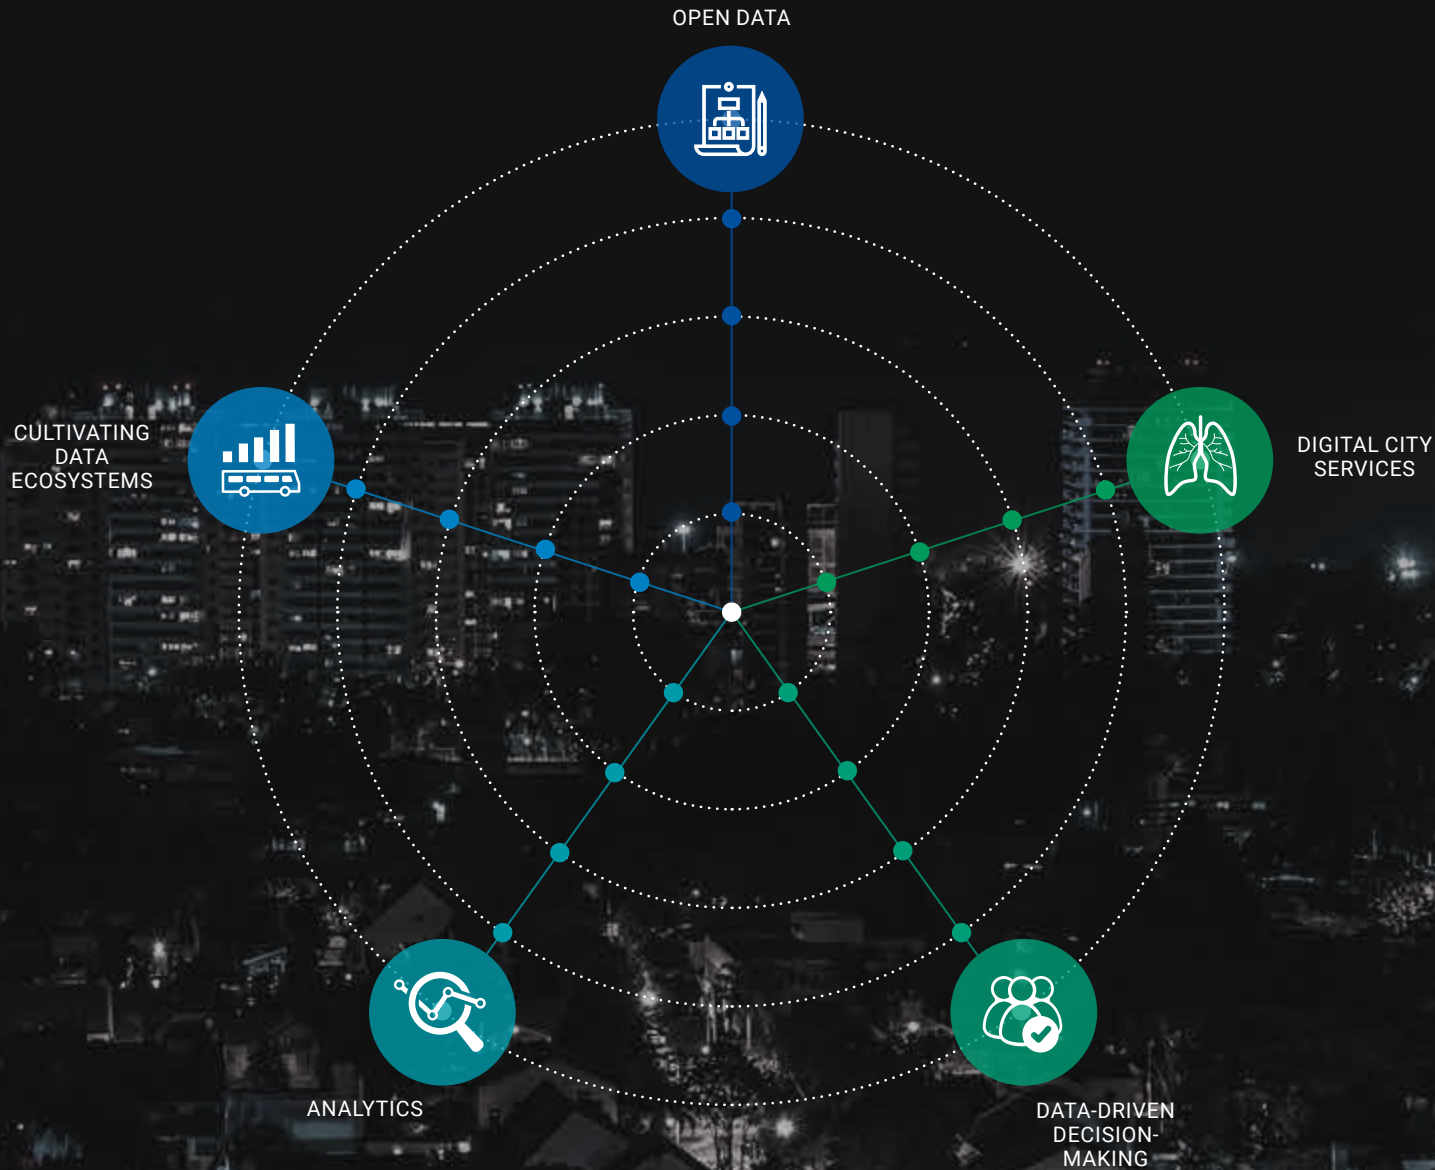 OPEN DATA
CULTIVATING
DATA
ECOSYSTEMS
DIGITAL CITY
SERVICES
ANALYTICS
DATA-DRIVEN
DECISION-
MAKING